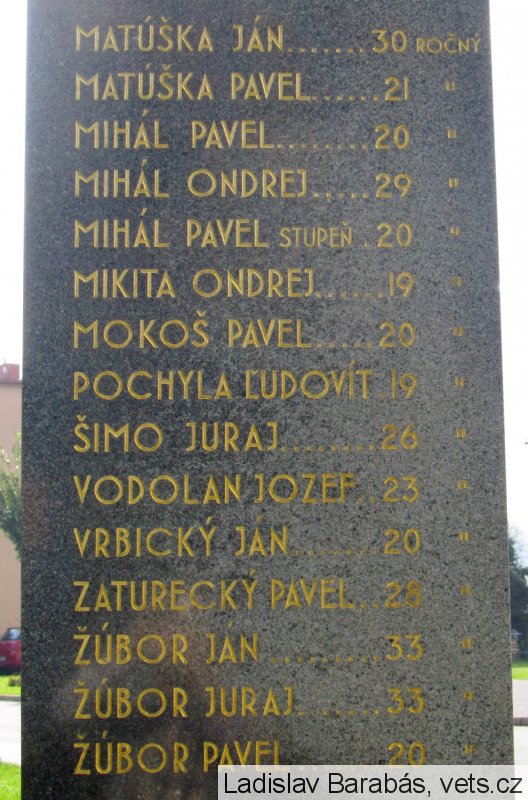 MATÚŠKA JÁN.......30 ROČNÝ
MATÚŠKA PAVEL......21 "
MIHÁL PAVEL........20 "
MIHÁL ONDREJ.....29 "
MIHÁL PAVEL STUPEŇ .20 "
MIKITA ONDREJ......19 "
MOKOŠ PAVEL.....20 "
POCHYLA ĽUDOVÍT.19 "
ŠIMO JURAJ........26 "
VODOLAN JOZEF..23 "
VRBICKÝ JÁN.......20 "
ZATURECKÝ PAVEL..28 "
ŽÚBOR JÁN.........33 "
ŽÚBOR JURAJ.......33 "
ŽÚBOR PAVEL.......20 "
Ladislav Barabás, vets.cz